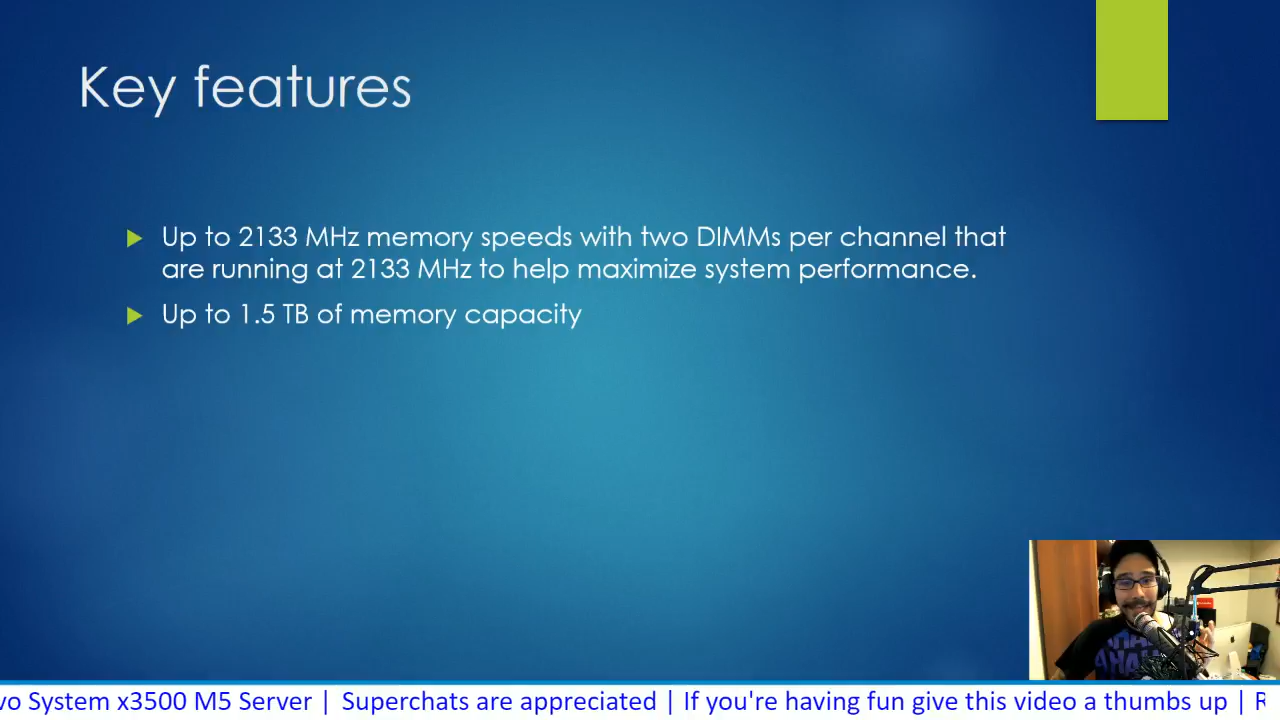 Key features
Up to 2133 MHz memory speeds with two DIMMs per channel that
are running at 2133 MHz to help maximize system performance.
Up to 1.5 TB of memory capacity
vo System x3500 M5 Server | Superchats are appreciated | If you're having fun give this video a thumbs up | R